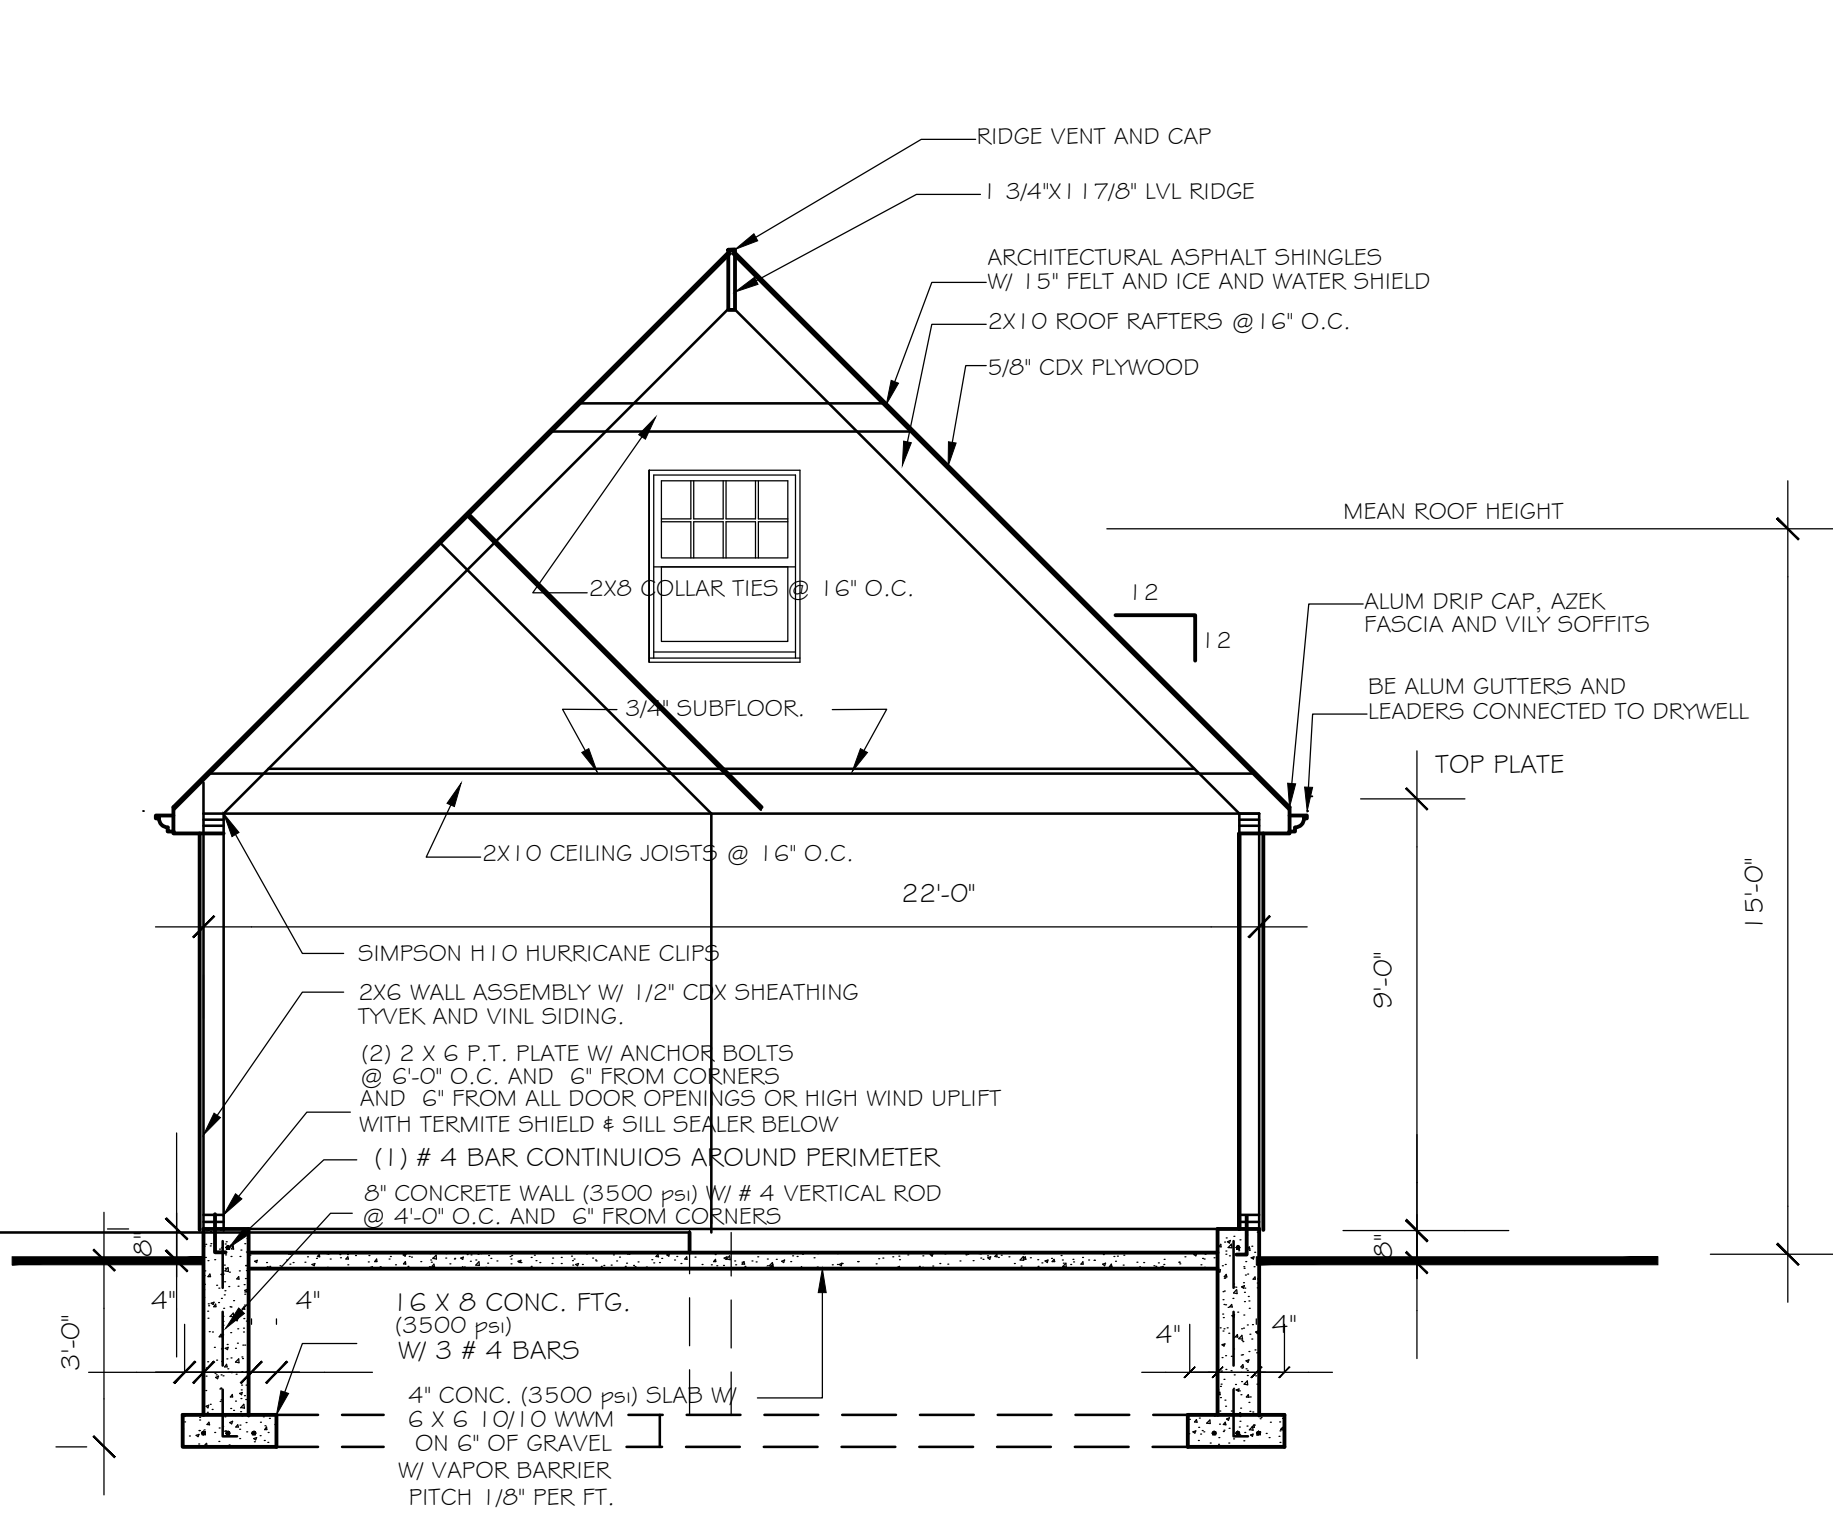 RIDGE VENT AND CAP
1 3/4"X11 7/8" LVL RIDGE
ARCHITECTURAL ASPHALT SHINGLES
W/ 15" FELT AND ICE AND WATER SHIELD
2X10 ROOF RAFTERS @16" O.C.
5/8" CDX PLYWOOD
MEAN ROOF HEIGHT
2X8 COLLAR TIES @ 16" O.C.
12
12
ALUM DRIP CAP, AZEK
FASCIA AND VILY SOFFITS
BE ALUM GUTTERS AND
LEADERS CONNECTED TO DRYWELL
3/4" SUBFLOOR.
TOP PLATE
2X10 CEILING JOISTS @ 16" O.C.
22'-0"
15'-0"
9'-0"
SIMPSON H10 HURRICANE CLIPS
2X6 WALL ASSEMBLY W/ 1/2" CDX SHEATHING
TYVEK AND VINL SIDING.
(2) 2 X 6 P.T. PLATE W/ ANCHOR BOLTS
@ 6'-0" O.C. AND 6" FROM CORNERS
AND 6" FROM ALL DOOR OPENINGS OR HIGH WIND UPLIFT
WITH TERMITE SHIELD & SILL SEALER BELOW
(1) # 4 BAR CONTINUIOS AROUND PERIMETER
8" CONCRETE WALL (3500 psi) W/ # 4 VERTICAL ROD
@ 4'-0" O.C. AND 6" FROM CORNERS
8"
8"
4"
4"
3'-0"
16 X 8 CONC. FTG.
(3500 psi)
W/ 3 # 4 BARS
4"
4"
4" CONC. (3500 psi) SLAB W/
6 X 6 10/10 WWM
ON 6" OF GRAVEL
W/ VAPOR BARRIER
PITCH 1/8" PER FT.